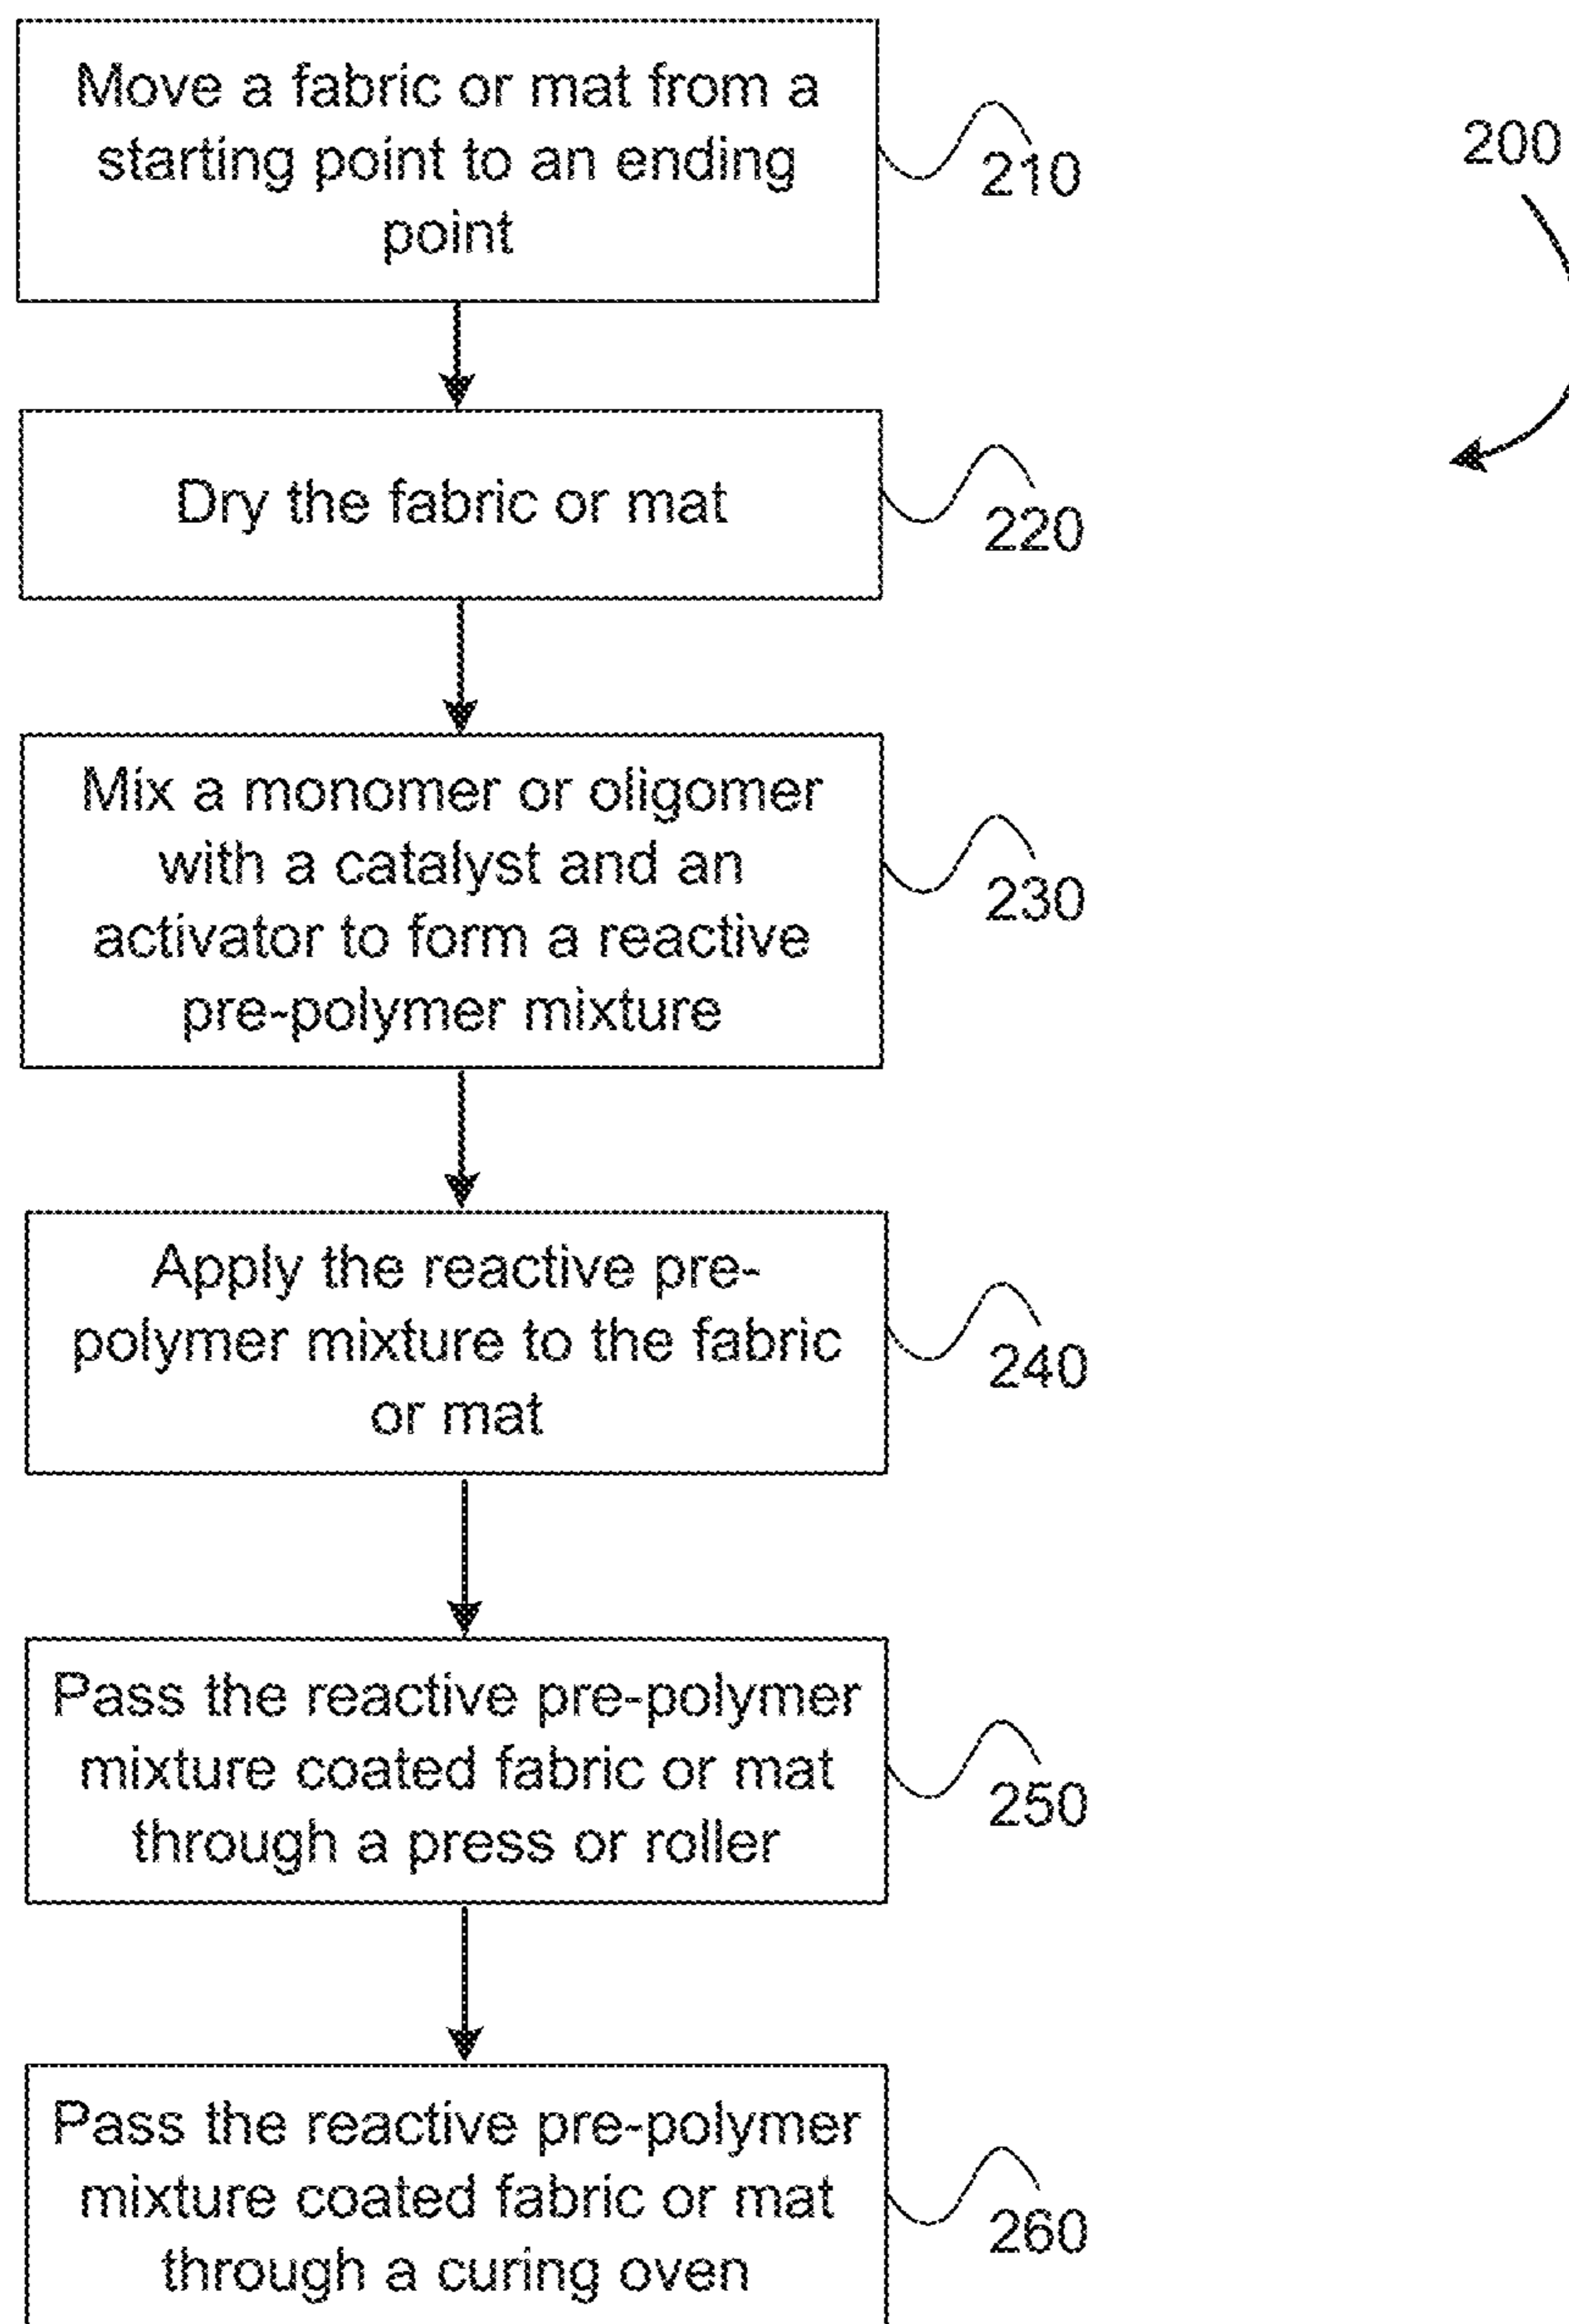 Move a fabric or mat from a
starting point to an ending
point
210
200
Dry the fabric or mat
220
Mix a monomer or oligomer
with a catalyst and an
activator to form a reactive
pre-polymer mixture
230
Apply the reactive pre-
polymer mixture to the fabric
or mat
240
Pass the reactive pre-polymer
mixture coated fabric or mat
through a press or roller
250
Pass the reactive pre-polymer
mixture coated fabric or mat
through a curing oven
260